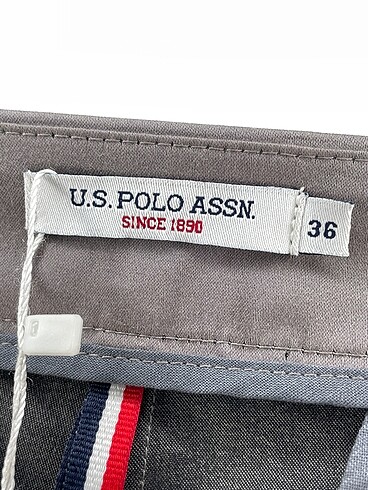 U.S. POLO ASSN.
SINCE 1890
36